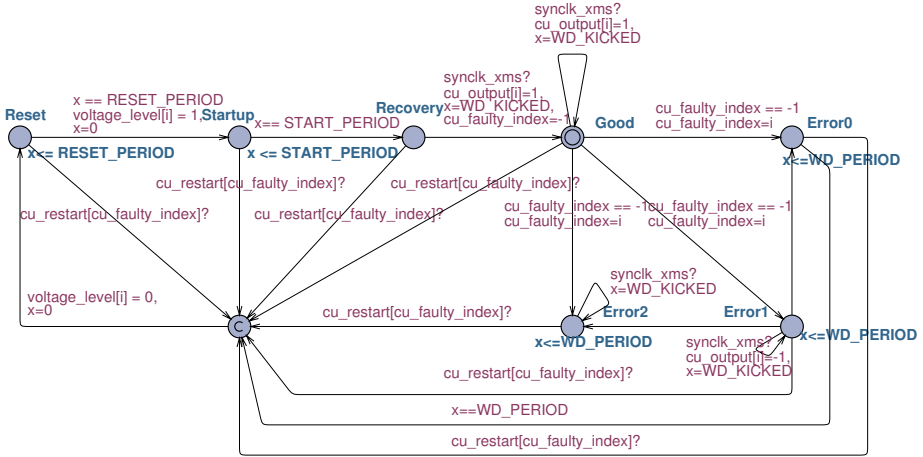 synclk_xms?
cu_output[i]=1,
x=WD_KICKED
synclk_xms?
cu_output[i]=1,
x=WD_KICKED,
cu_faulty_index=-1
x == RESET_PERIOD
voltage_level[i] = 1,
x=0
Reset
Startup
x== START_PERIOD
Recovery
Good
cu_faulty_index == -1
cu_faulty_index=i
Error0
x<= RESET_PERIOD
x <= START_PERIOD
x<=WD_PERIOD
cu_restart[cu_faulty_index]?
cu_restart[cu_faulty_index]?
cu_restart[cu_faulty_index]?
cu_restart[cu_faulty_index]?
cu_faulty_index == -1
cu_faulty_index=i
cu_faulty_index == -1
cu_faulty_index=i
synclk_xms?
x=WD_KICKED
voltage_level[i] = 0,
x=0
cu_restart[cu_faulty_index]?
C
Error2
Error1
x<=WD_PERIOD
x<=WD_PERIOD
synclk_xms?
cu_output[i]=-1,
x=WD_KICKED
cu_restart[cu_faulty_index]?
x==WD_PERIOD
cu_restart[cu_faulty_index]?